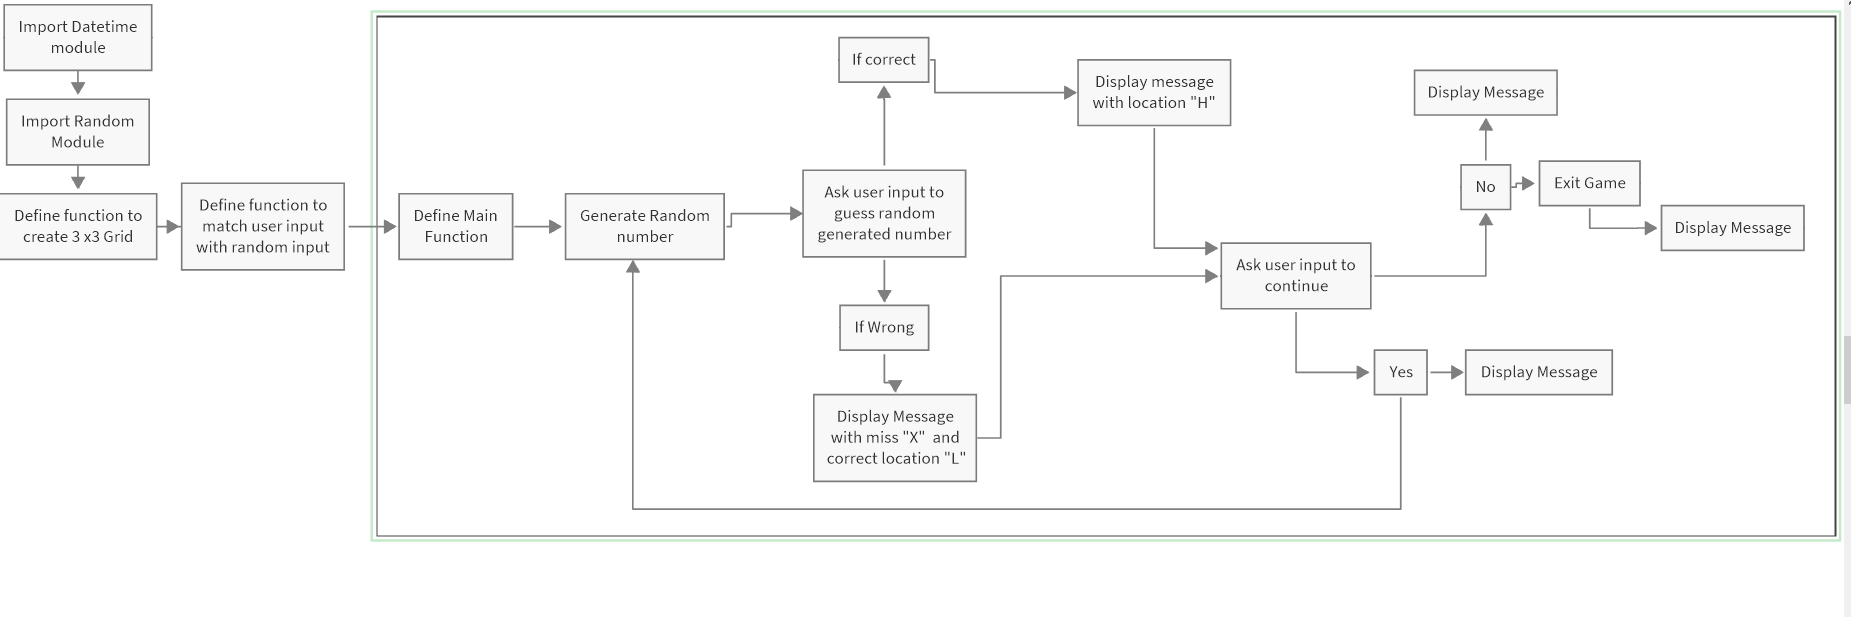 Import Datetime
module
Import Random
Module
Define function to
create 3 x3 Grid
Define function to
match user input
with random input
Define Main
Function
Generate Random
number
Ask user input to
guess random
generated number
If correct
Display message
with location "H"
If Wrong
Display Message
with miss "X"  and
correct location "L"
Ask user input to
continue
No
Display Message
Exit Game
Display Message
Yes
Display Message